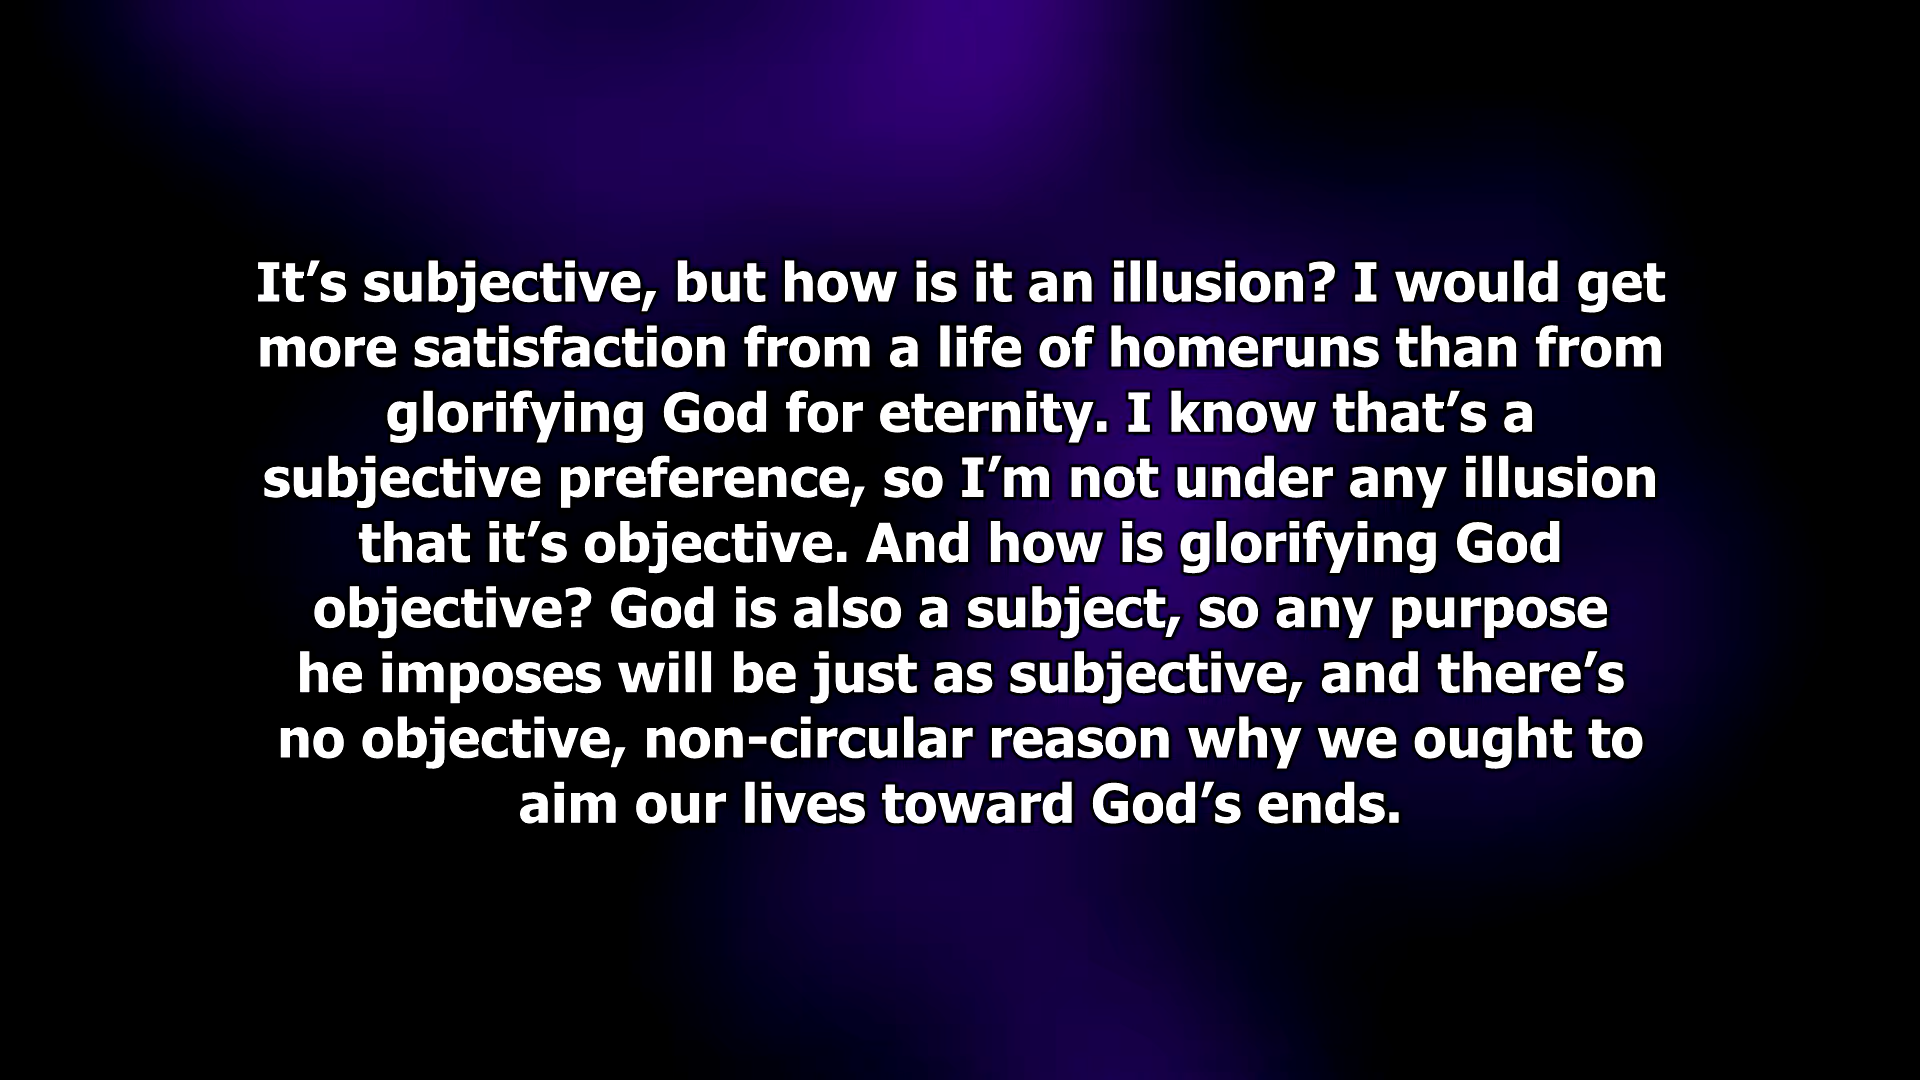 It’s subjective, but how is it an illusion? I would get
more satisfaction from a life of homeruns than from
glorifying God for eternity. I know that’s a
subjective preference, so I’m not under any illusion
that it’s objective. And how is glorifying God
objective? God is also a subject, so any purpose
he imposes will be just as subjective, and there’s
no objective, non-circular reason why we ought to
aim our lives toward God’s ends.